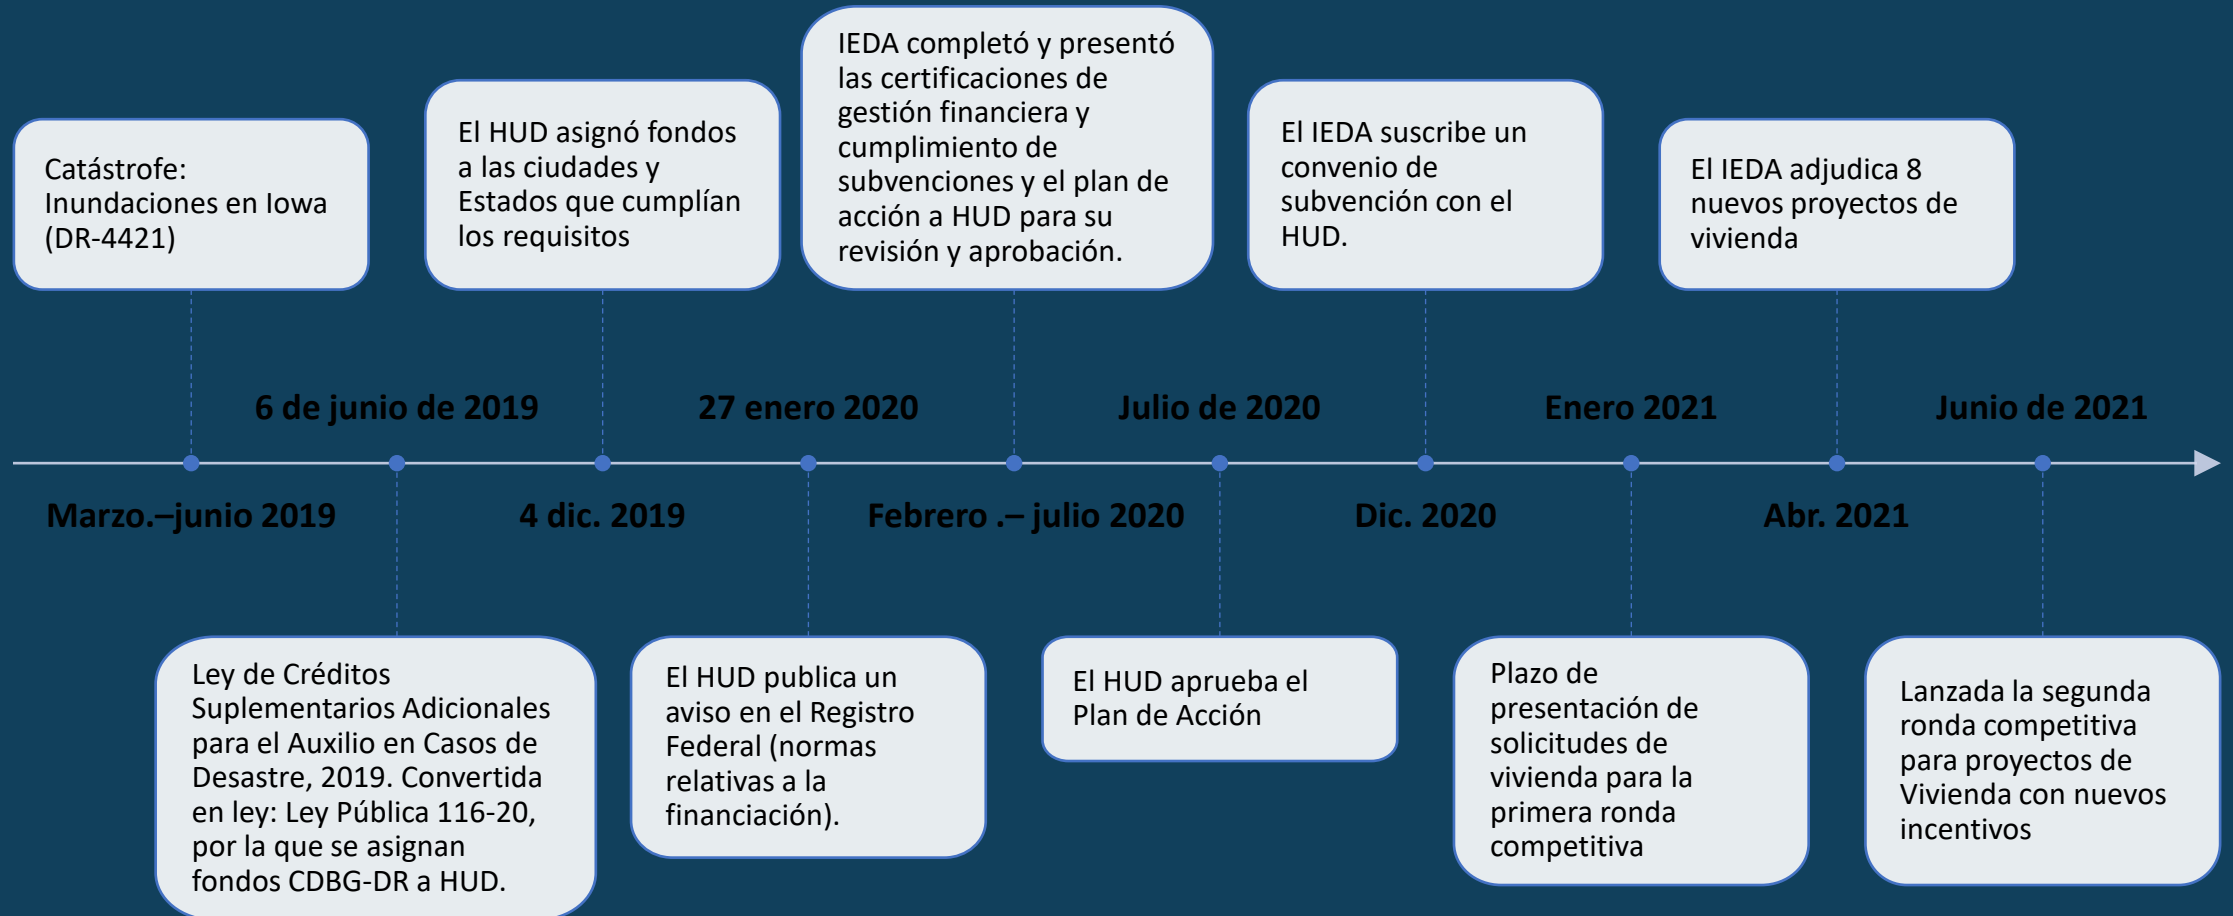 Catástrofe:
Inundaciones en Iowa
(DR-4421)
El HUD asignó fondos
a las ciudades y
Estados que cumplían
los requisitos
IEDA completó y presentó
las certificaciones de
gestión financiera y
cumplimiento de
subvenciones y el plan de
acción a HUD para su
revisión y aprobación.
El IEDA suscribe un
convenio de
subvención con el
HUD.
El IEDA adjudica 8
nuevos proyectos de
vivienda
6 de junio de 2019
27 enero 2020
Julio de 2020
Enero 2021
Junio de 2021
Marzo.–junio 2019
4 dic. 2019
Febrero .– julio 2020
Dic. 2020
Abr. 2021
Ley de Créditos
Suplementarios Adicionales
para el Auxilio en Casos de
Desastre, 2019. Convertida
en ley: Ley Pública 116-20,
por la que se asignan
fondos CDBG-DR a HUD.
El HUD publica un
aviso en el Registro
Federal (normas
relativas a la
financiación).
El HUD aprueba el
Plan de Acción
Plazo de
presentación de
solicitudes de
vivienda para la
primera ronda
competitiva
Lanzada la segunda
ronda competitiva
para proyectos de
Vivienda con nuevos
incentivos